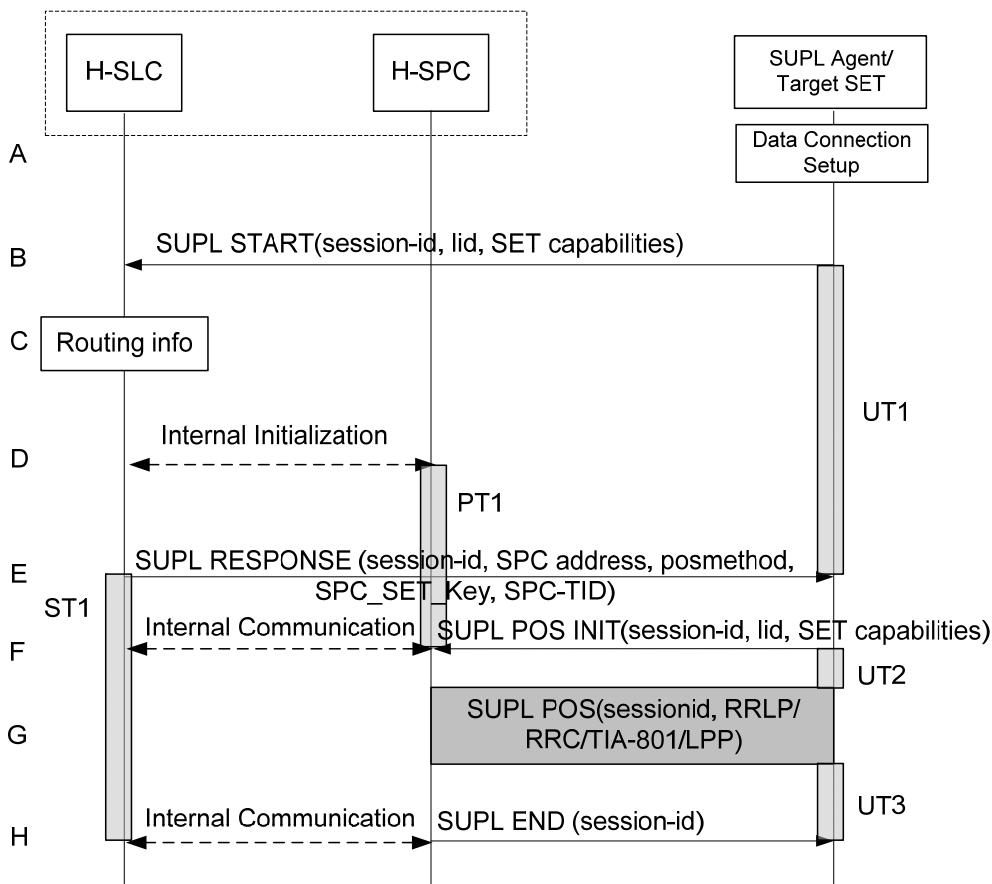 H-SLC
H-SPC
SUPL Agent/
Target SET
A
Data Connection
Setup
SUPL START(session-id, lid, SET capabilities)
B
C
Routing info
UT1
Internal Initialization
D
PT1
SUPL RESPONSE (session-id, SPC address, posmethod,
SPC_SET_Key, SPC-TID)
E
ST1
Internal Communication
SUPL POS INIT(session-id, lid, SET capabilities)
F
UT2
SUPL POS(sessionid, RRLP/
RRC/TIA-801/LPP)
G
UT3
Internal Communication
SUPL END (session-id)
H